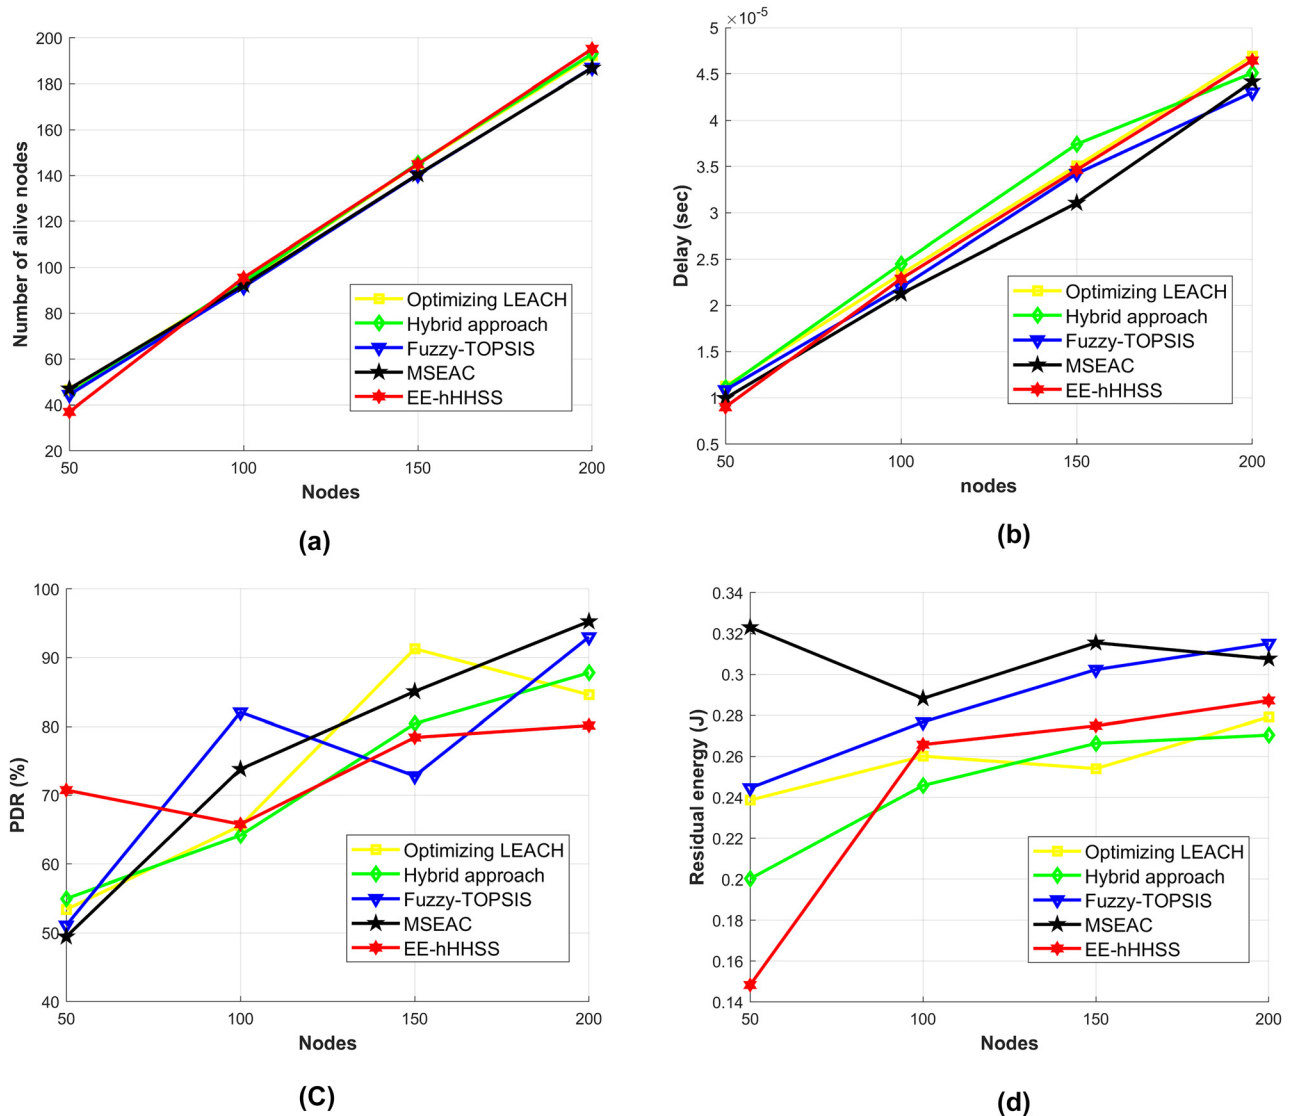 200
180
160
140
120
100
80
60
40
20
Number of alive nodes
50
100
150
200
Nodes
Optimizing LEACH
Hybrid approach
Fuzzy-TOPSIS
MSEAC
EE-hHHSS
(a)
×10-5
5
4.5
4
3.5
3
2.5
2
1.5
1
0.5
Delay (sec)
50
100
150
200
nodes
Optimizing LEACH
Hybrid approach
Fuzzy-TOPSIS
MSEAC
EE-hHHSS
(b)
100
90
80
70
60
50
40
PDR (%)
50
100
150
200
Nodes
Optimizing LEACH
Hybrid approach
Fuzzy-TOPSIS
MSEAC
EE-hHHSS
(C)
0.34
0.32
0.3
0.28
0.26
0.24
0.22
0.2
0.18
0.16
0.14
Residual energy (J)
50
100
150
200
Nodes
Optimizing LEACH
Hybrid approach
Fuzzy-TOPSIS
MSEAC
EE-hHHSS
(d)